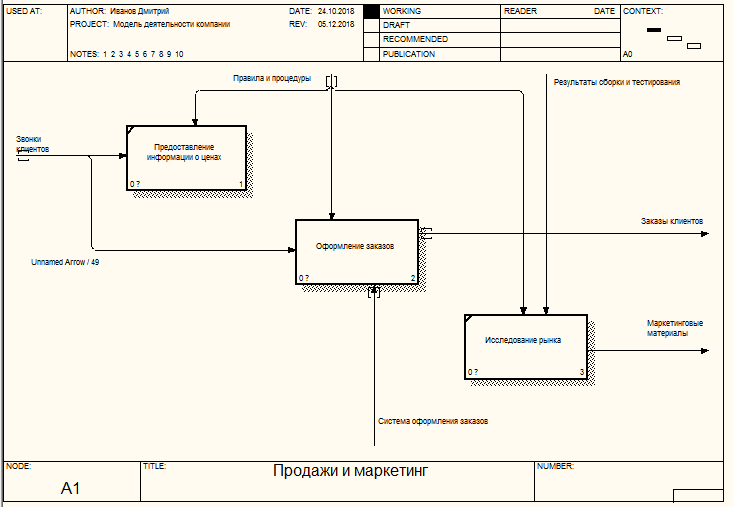 USED AT:
AUTHOR: Иванов Дмитрий
DATE: 24.10.2018
WORKING
READER
DATE
CONTEXT:
PROJECT: Модель деятельности компании
REV: 05.12.2018
DRAFT
RECOMMENDED
NOTES: 1 2 3 4 5 6 7 8 9 10
PUBLICATION
A0
Правила и процедуры
Результаты сборки и тестирования
Звонки
клиентов
Предоставление
информации о ценах
0 ?
1
Заказы клиентов
Оформление заказов
Unnamed Arrow / 49
0 ?
2
Маркетинговые
материалы
Исследование рынка
0 ?
3
Система оформления заказов
NODE:
TITLE:
NUMBER:
A1
Продажи и маркетинг